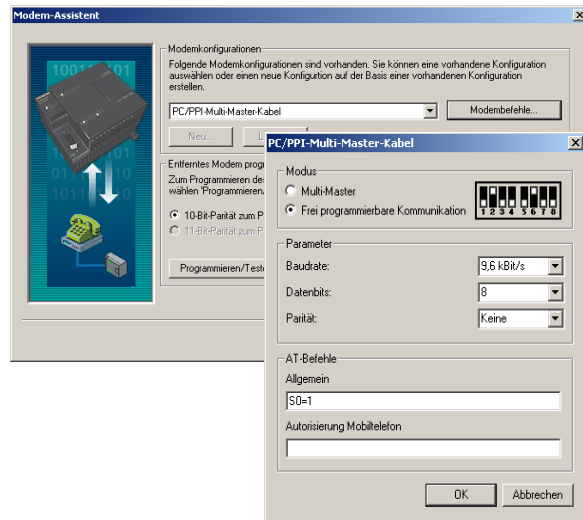 Modem-Assistent
Modemkonfigurationen
Folgende Modemkonfigurationen sind vorhanden. Sie können eine vorhandene Konfiguration
auswählen oder einen neue Konfigurtion auf der Basis einer vorhandenen Konfiguration
erstellen.
PC/PPI-Multi-Master-Kabel
Modembefehle...
Neu...
Entferntes Modem
Zum Programmieren
wählen 'Programmieren/
10-Bit-Parität zum P
11-Bit-Parität zum P
Programmieren/Test
PC/PPI-Multi-Master-Kabel
Modus
Multi-Master
Frei programmierbare Kommunikation
1 2 3 4 5 6 7 8
Parameter
Baudrate:
9,6 kBit/s
Datenbits:
8
Parität:
Keine
AT-Befehle
Allgemein
S0=1
Autorisierung Mobiltelefon
OK
Abbrechen